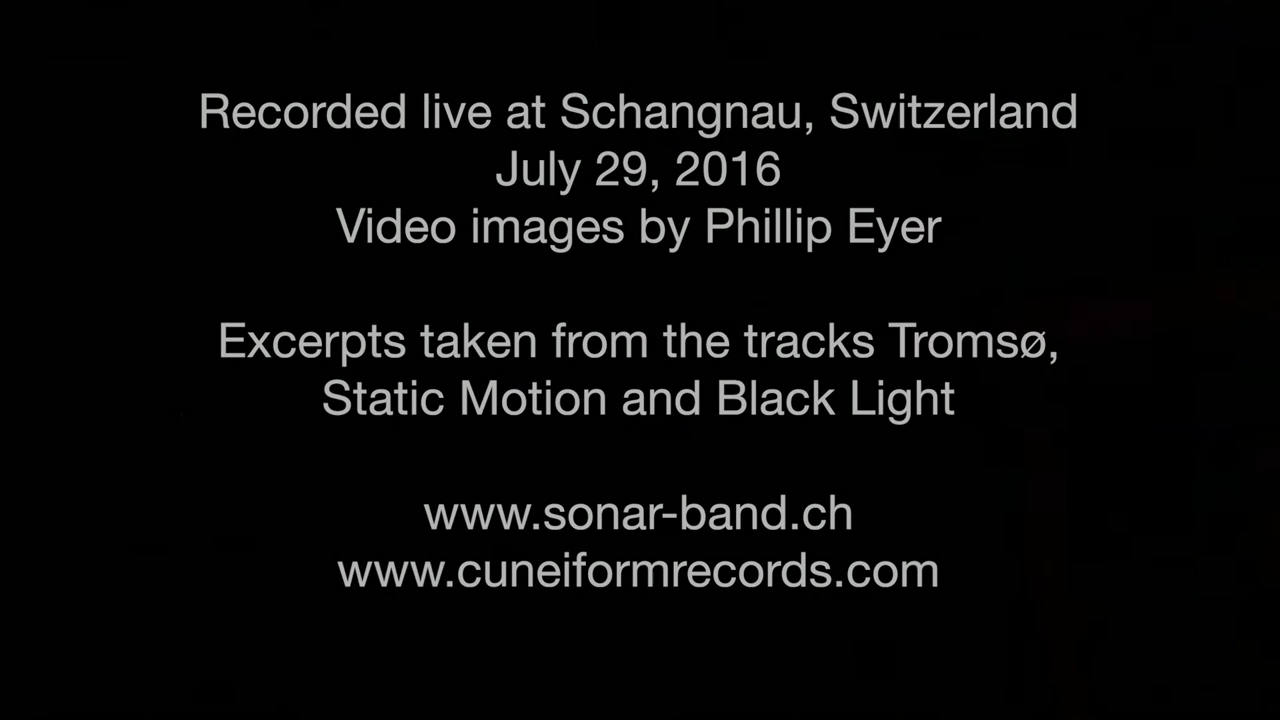 Recorded live at Schangnau, Switzerland
July 29, 2016
Video images by Phillip Eyer
Excerpts taken from the tracks Tromsø,
Static Motion and Black Light
www.sonar-band.ch
www.cuneiformrecords.com